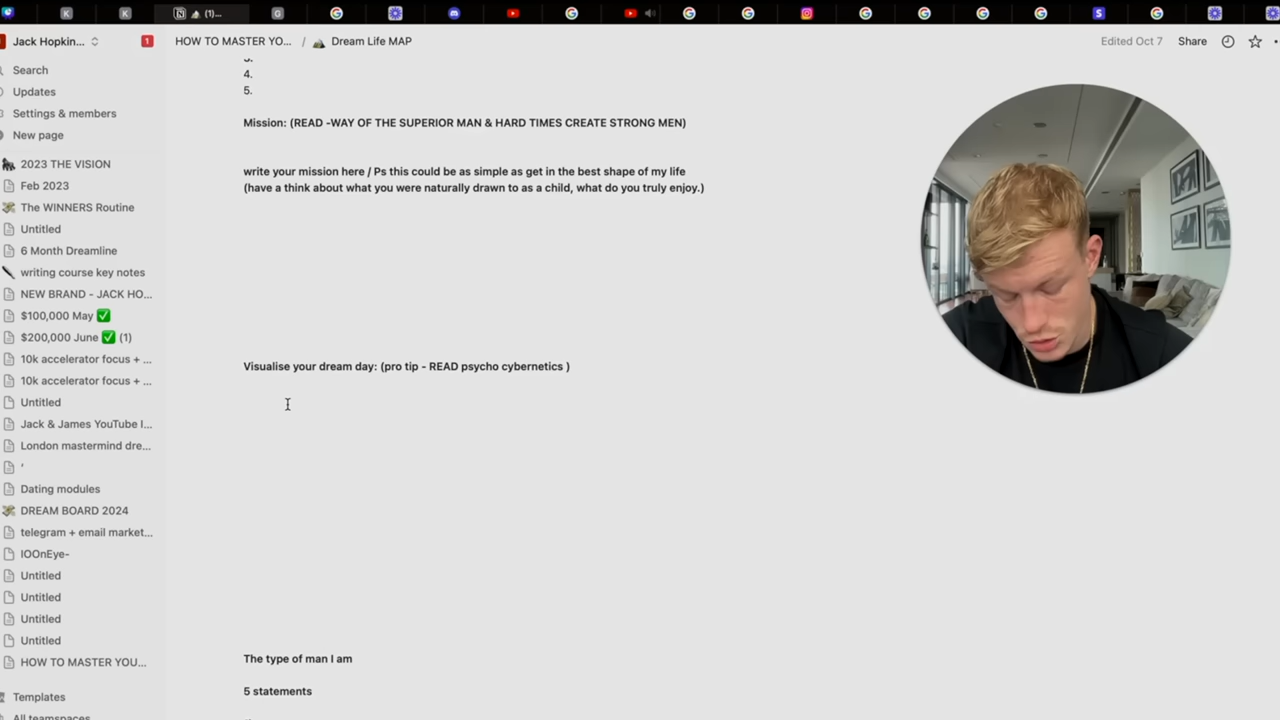 (1)...
Jack Hopkin...
1
HOW TO MASTER YO... / Dream Life MAP
Edited Oct 7
Share
Search
Updates
Settings & members
New page
2023 THE VISION
Feb 2023
The WINNERS Routine
Untitled
6 Month Dreamline
writing course key notes
NEW BRAND - JACK HO...
$100,000 May ✅
$200,000 June ✅ (1)
10k accelerator focus + ...
10k accelerator focus + ...
Untitled
Jack & James YouTube I...
London mastermind dre...
Dating modules
DREAM BOARD 2024
telegram + email market...
IOOnEye-
Untitled
Untitled
Untitled
Untitled
HOW TO MASTER YOU...
Templates
All teamspaces
4.
5.
Mission: (READ -WAY OF THE SUPERIOR MAN & HARD TIMES CREATE STRONG MEN)
write your mission here / Ps this could be as simple as get in the best shape of my life
(have a think about what you were naturally drawn to as a child, what do you truly enjoy.)
Visualise your dream day: (pro tip - READ psycho cybernetics )
The type of man I am
5 statements